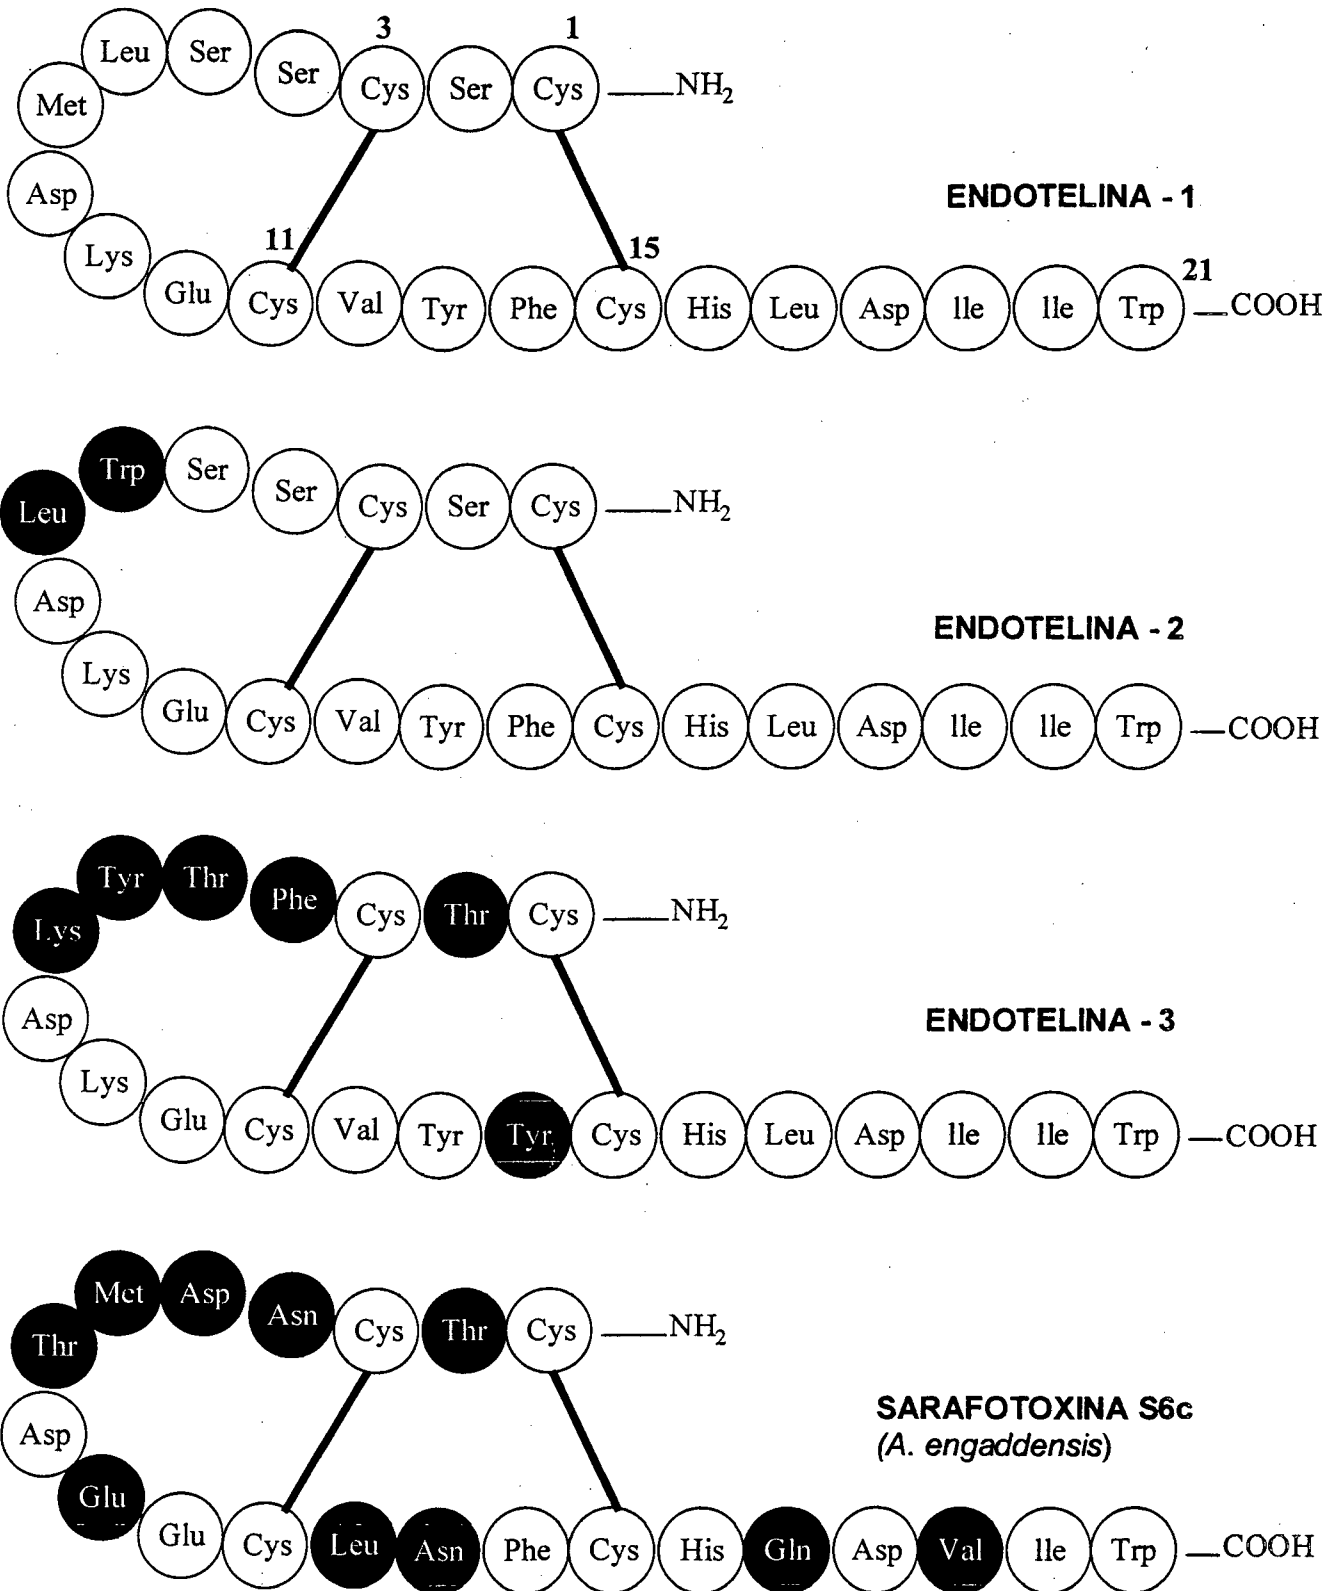 3 1
Leu Ser Ser Cys Ser Cys NH2
Met
Asp
ENDOTELINA - 1
Lys
11 15 21
Glu Cys Val Tyr Phe Cys His Leu Asp Ile Ile Trp COOH
Trp Ser Ser Cys Ser Cys NH2
Leu
Asp
ENDOTELINA - 2
Lys
Glu Cys Val Tyr Phe Cys His Leu Asp Ile Ile Trp COOH
Tyr Thr Phe Cys Thr Cys NH2
Lys
Asp
ENDOTELINA - 3
Lys
Glu Cys Val Tyr Tyr Cys His Leu Asp Ile Ile Trp COOH
Met Asp Asn Cys Thr Cys NH2
Thr
Asp
SARAFOTOXINA S6c
(A. engaddensis)
Glu
Glu Cys Leu Asn Phe Cys His Gln Asp Val Ile Trp COOH